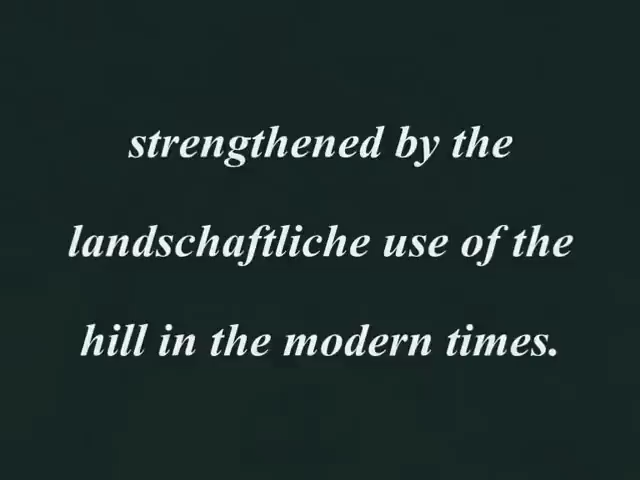 strengthened by the
landschaftliche use of the
hill in the modern times.